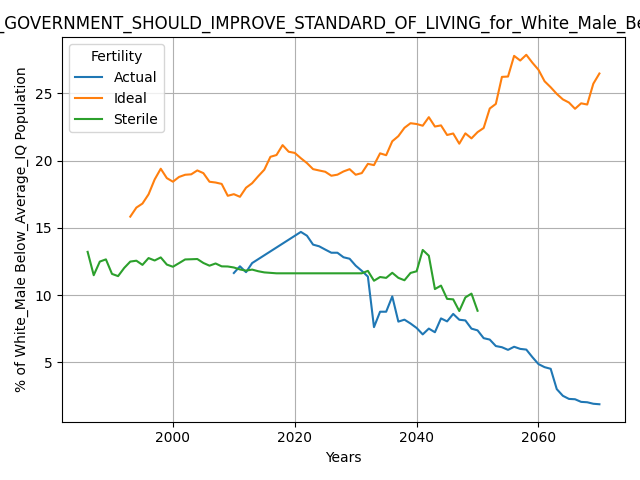 _GOVERNMENT_SHOULD_IMPROVE_STANDARD_OF_LIVING_for_White_Male_Be
Fertility
Actual
Ideal
Sterile
% of White_Male Below_Average_IQ Population
25
20
15
10
5
2000 2020 2040 2060
Years